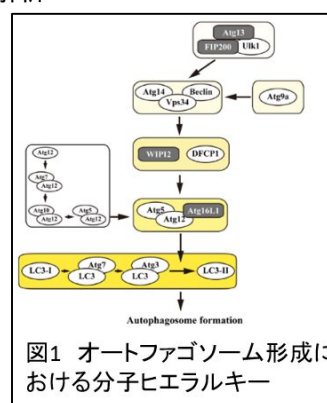 Atg13
FIP200 Ulk1
Atg14 Beclin
Vps34
Atg9a
WIPI2 DFCP1
Atg12
Atg7
Atg12
Atg16
Atg12
Atg5
Atg12
Atg5 Atg16L1
Atg12
LC3-I
Atg7
LC3
Atg3
LC3
LC3-II
Autophagosome formation
図1 オートファゴソーム形成に
おける分子ヒエラルキー